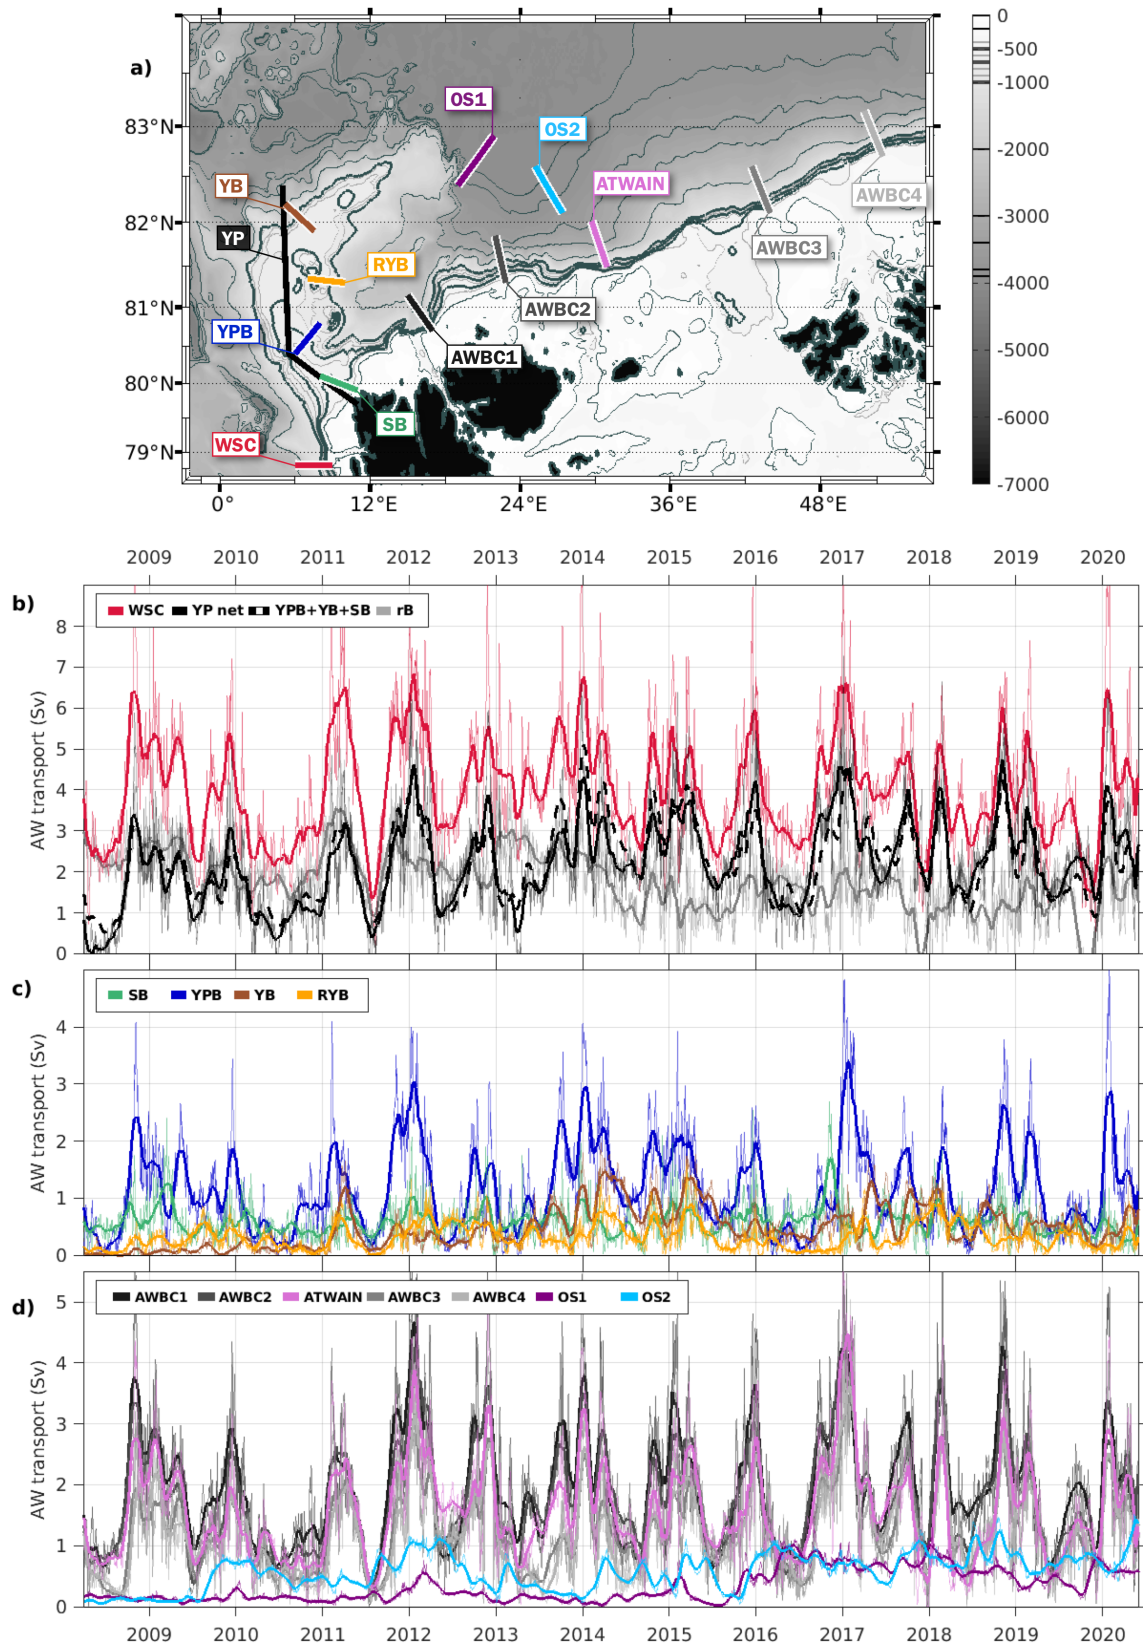 a)
OS1
OS2
YB
ATWAIN
AWBC4
YP
RYB
AWBC3
AWBC2
YPB
AWBC1
SB
WSC
83°N
82°N
81°N
80°N
79°N
0°
12°E
24°E
36°E
48°E
0
-500
-1000
-2000
-3000
-4000
-5000
-6000
-7000
2009 2010 2011 2012 2013 2014 2015 2016 2017 2018 2019 2020
b)
WSC YP net YPB+YB+SB rB
AW transport (Sv)
8
7
6
5
4
3
2
1
0
c)
SB YPB YB RYB
AW transport (Sv)
4
3
2
1
0
d)
AWBC1 AWBC2 ATWAIN AWBC3 AWBC4 OS1 OS2
AW transport (Sv)
5
4
3
2
1
0
2009 2010 2011 2012 2013 2014 2015 2016 2017 2018 2019 2020